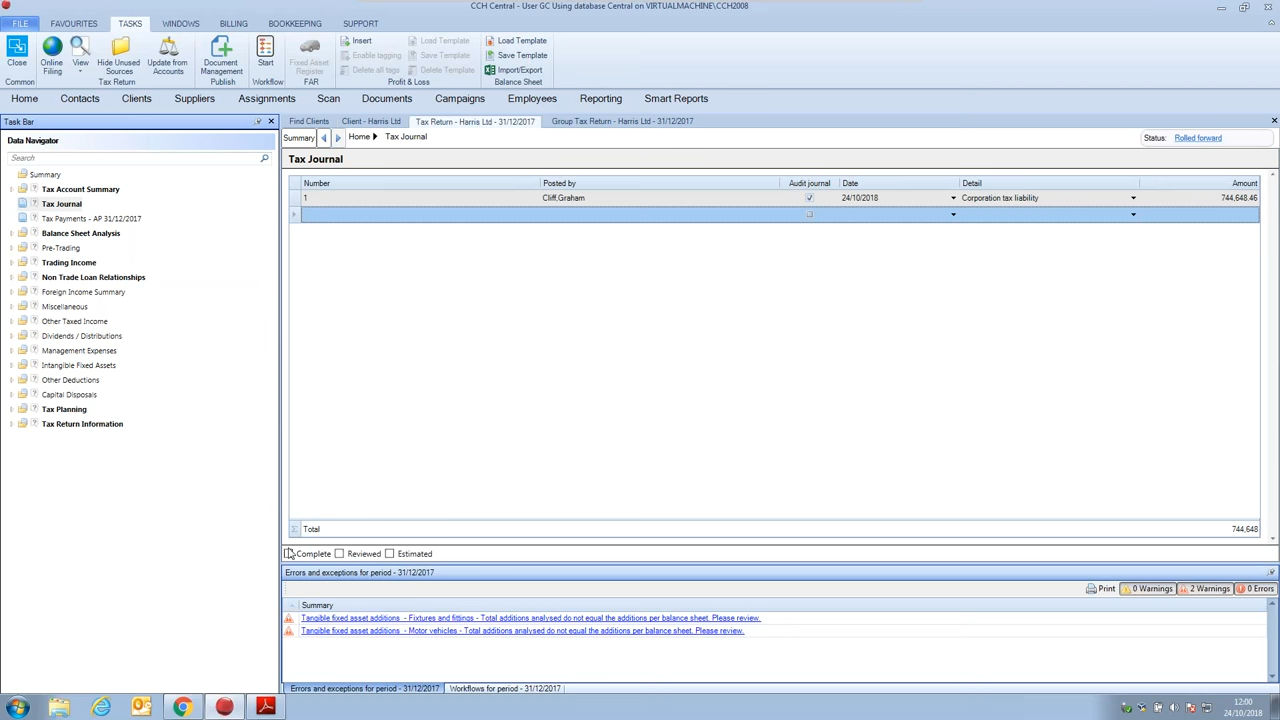 CCH Central - User GC Using database Central on VIRTUALMACHINE\CCH2008
FILE FAVOURITES TASKS WINDOWS BILLING BOOKKEEPING SUPPORT
Close
Online Filing
View
Hide Unused Sources
Update from Accounts
Document Management
Start
Fixed Asset Register
Insert
Enable tagging
Delete all tags
Load Template
Save Template
Delete Template
Load Template
Save Template
Import/Export
Common Tax Return Publish Workflow FAR Profit & Loss Balance Sheet
Home Contacts Clients Suppliers Assignments Scan Documents Campaigns Employees Reporting Smart Reports
Task Bar
Data Navigator
Search
Summary
Tax Account Summary
Tax Journal
Tax Payments - AP 31/12/2017
Balance Sheet Analysis
Pre-Trading
Trading Income
Non Trade Loan Relationships
Foreign Income Summary
Miscellaneous
Other Taxed Income
Dividends / Distributions
Management Expenses
Intangible Fixed Assets
Other Deductions
Capital Disposals
Tax Planning
Tax Return Information
Find Clients Client - Harris Ltd Tax Return - Harris Ltd - 31/12/2017 Group Tax Return - Harris Ltd - 31/12/2017
Summary Home Tax Journal Status: Rolled forward
Tax Journal
Number Posted by Audit journal Date Detail Amount
1 Cliff,Graham 24/10/2018 Corporation tax liability 744,648.46
Σ Total 744,648
Complete Reviewed Estimated
Errors and exceptions for period - 31/12/2017
Print 0 Warnings 2 Warnings 0 Errors
Summary
Tangible fixed asset additions - Fixtures and fittings - Total additions analysed do not equal the additions per balance sheet. Please review.
Tangible fixed asset additions - Motor vehicles - Total additions analysed do not equal the additions per balance sheet. Please review.
Errors and exceptions for period - 31/12/2017 Workflows for period - 31/12/2017
12:00
24/10/2018